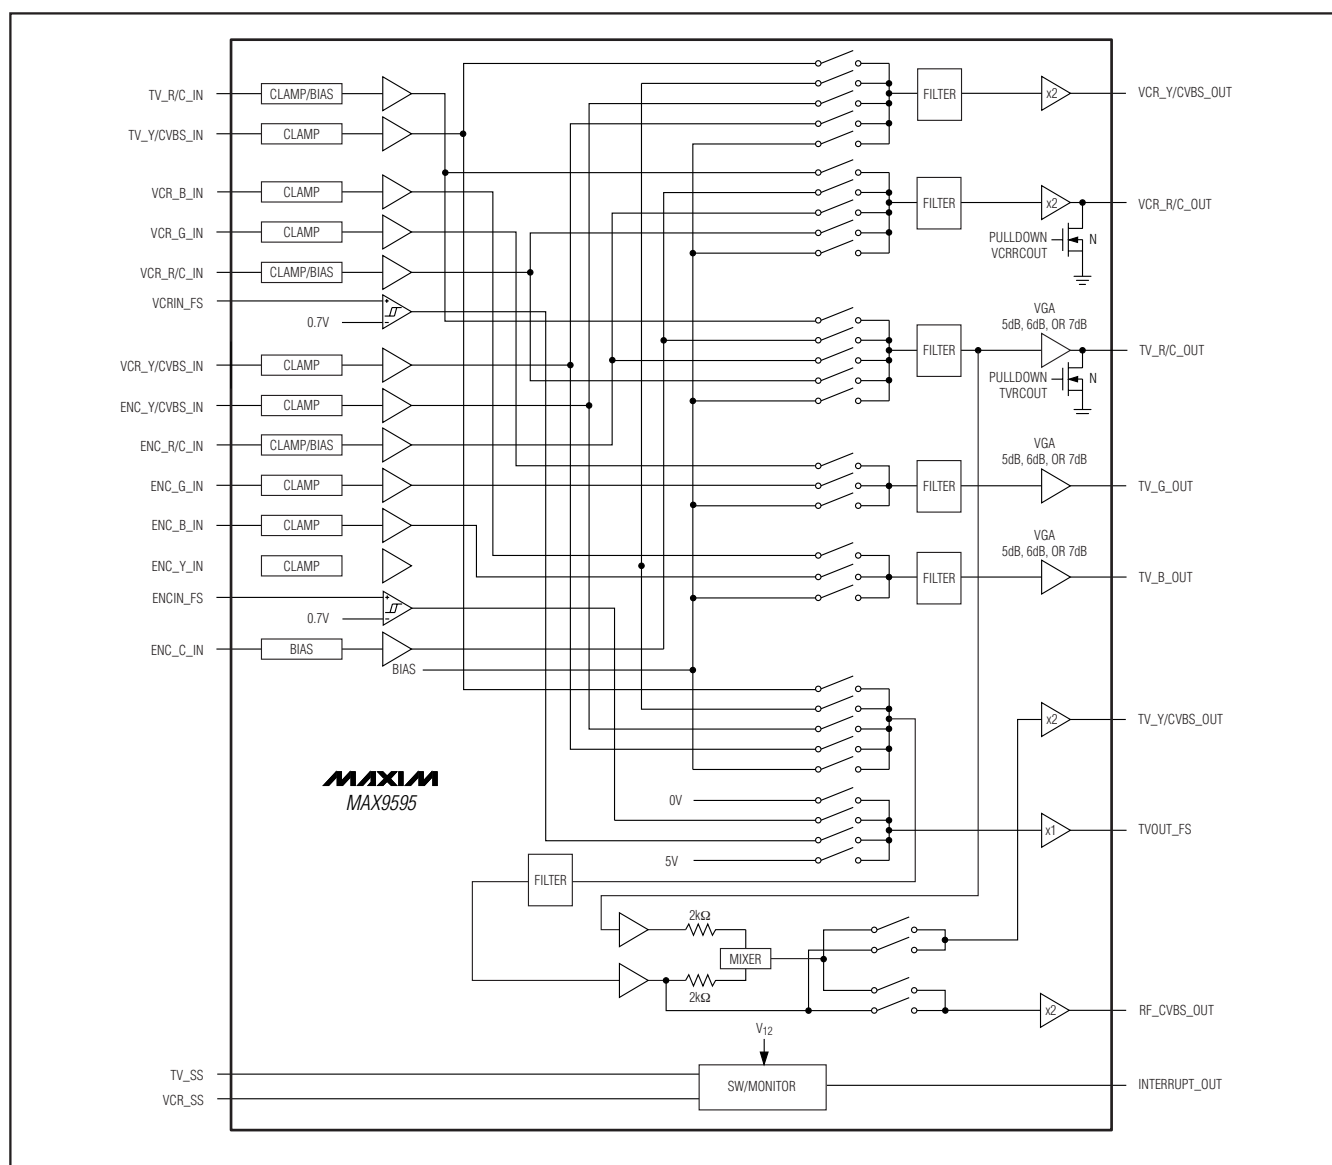 TV_R/C_IN
CLAMP/BIAS
TV_Y/CVBS_IN
CLAMP
VCR_B_IN
CLAMP
VCR_G_IN
CLAMP
VCR_R/C_IN
CLAMP/BIAS
VCRIN_FS
0.7V
VCR_Y/CVBS_IN
CLAMP
ENC_Y/CVBS_IN
CLAMP
ENC_R/C_IN
CLAMP/BIAS
ENC_G_IN
CLAMP
ENC_B_IN
CLAMP
ENC_Y_IN
CLAMP
ENCIN_FS
0.7V
ENC_C_IN
BIAS
BIAS
FILTER
x2
VCR_Y/CVBS_OUT
FILTER
x2
VCR_R/C_OUT
PULLDOWN
VCRRCOUT
N
VGA
5dB, 6dB, OR 7dB
FILTER
TV_R/C_OUT
PULLDOWN
TVRCOUT
N
VGA
5dB, 6dB, OR 7dB
FILTER
TV_G_OUT
VGA
5dB, 6dB, OR 7dB
FILTER
TV_B_OUT
x2
TV_Y/CVBS_OUT
MAXIM
MAX9595
0V
5V
x1
TVOUT_FS
FILTER
2kΩ
MIXER
2kΩ
x2
RF_CVBS_OUT
V12
TV_SS
VCR_SS
SW/MONITOR
INTERRUPT_OUT